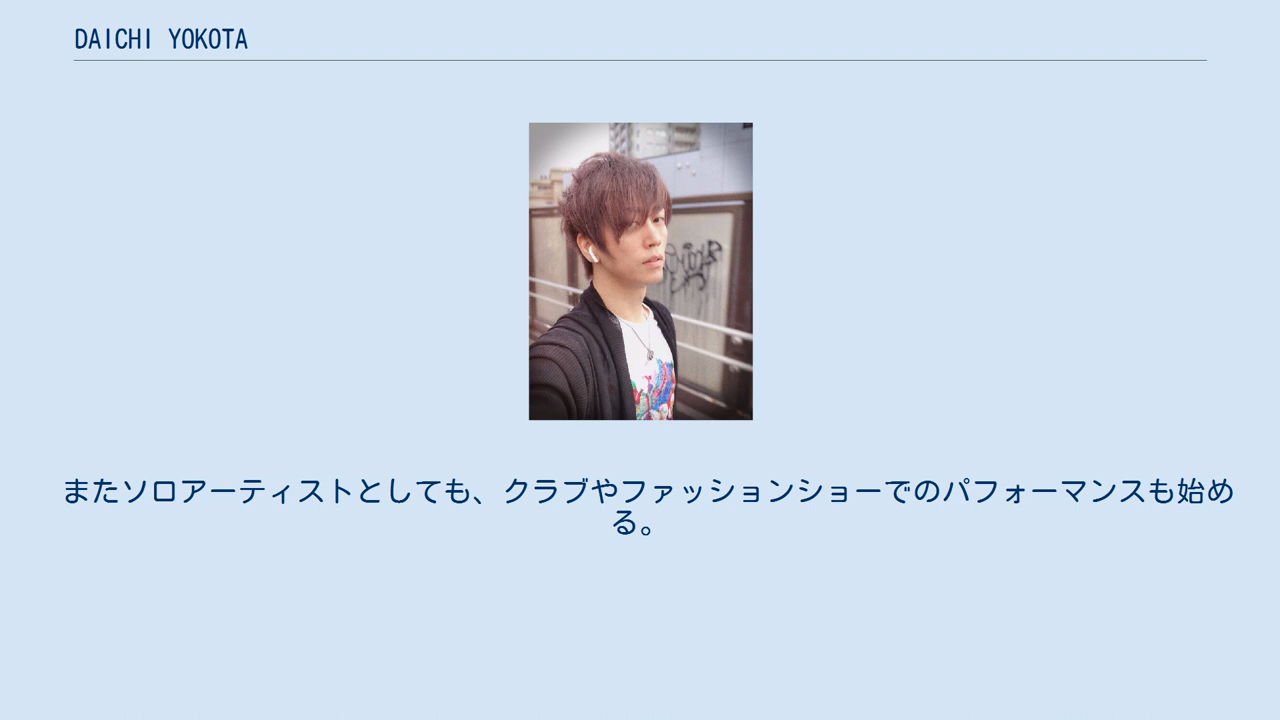 DAICHI YOKOTA
またソロアーティストとしても、クラブやファッションショーでのパフォーマンスも始め
る。